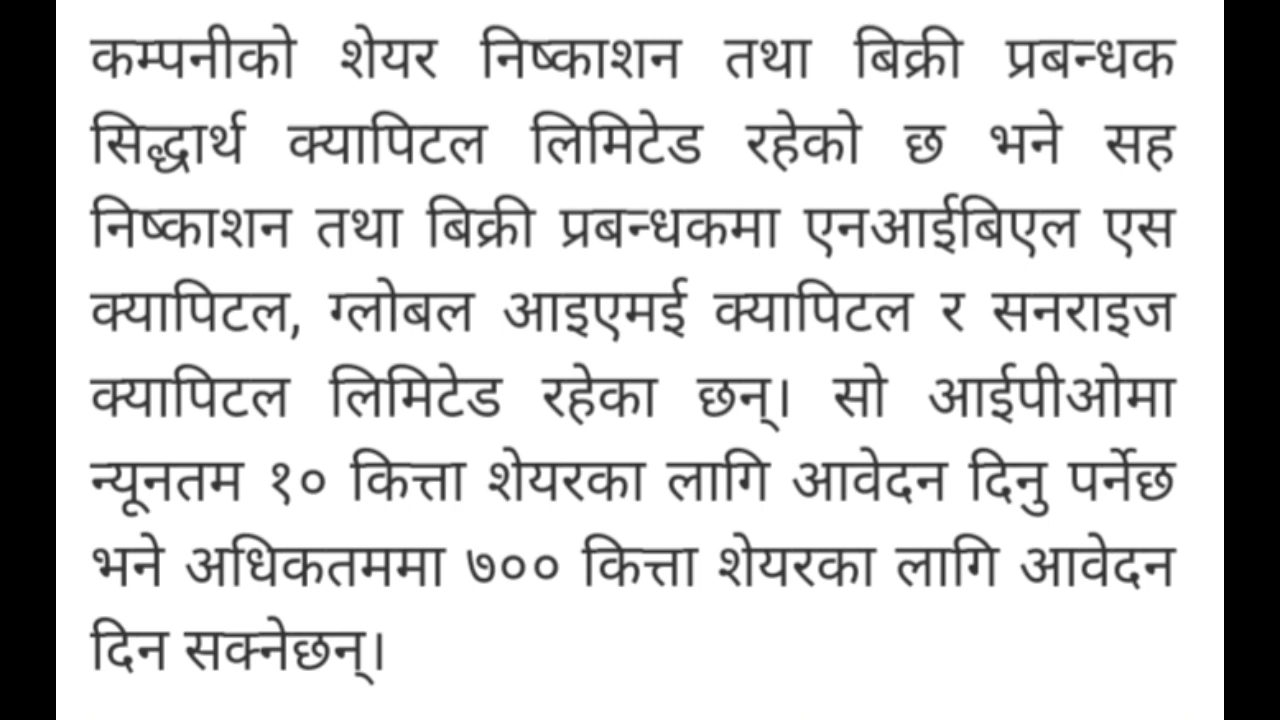 कम्पनीको शेयर निष्काशन तथा बिक्री प्रबन्धक
सिद्धार्थ क्यापिटल लिमिटेड रहेको छ भने सह
निष्काशन तथा बिक्री प्रबन्धकमा एनआईबिएल एस
क्यापिटल, ग्लोबल आइएमई क्यापिटल र सनराइज
क्यापिटल लिमिटेड रहेका छन्। सो आईपीओमा
न्यूनतम १० कित्ता शेयरका लागि आवेदन दिनु पर्नेछ
भने अधिकतममा ७०० कित्ता शेयरका लागि आवेदन
दिन सक्नेछन्।